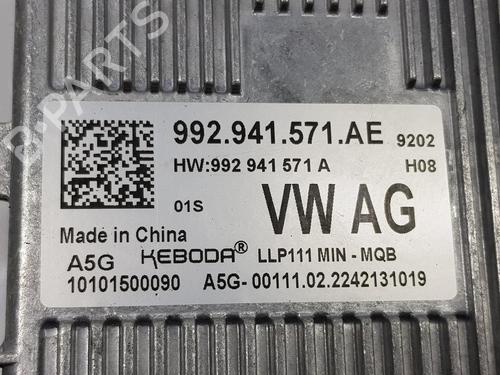 B-PARTS
992.941.571.AE 9202
HW:992 941 571 A H08
01S VW AG
Made in China
A5G KEBODA® LLP111 MIN - MQB
10101500090 A5G-00111.02.2242131019